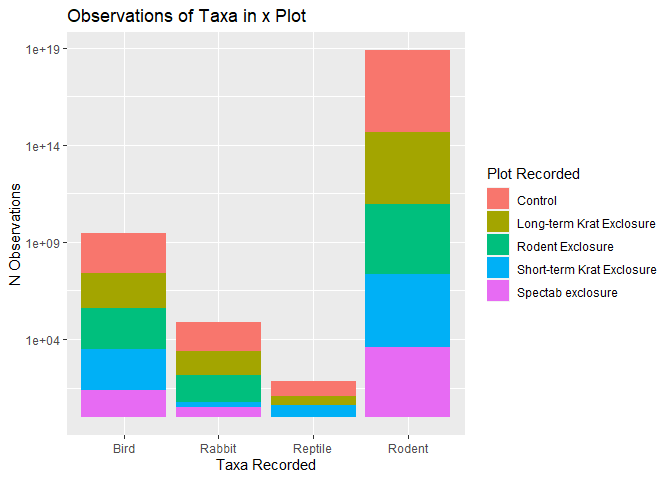 Observations of Taxa in x Plot
1e+19
1e+14
1e+09
1e+04
N Observations
Bird Rabbit Reptile Rodent
Taxa Recorded
Plot Recorded
Control
Long-term Krat Exclosure
Rodent Exclosure
Short-term Krat Exclosure
Spectab exclosure